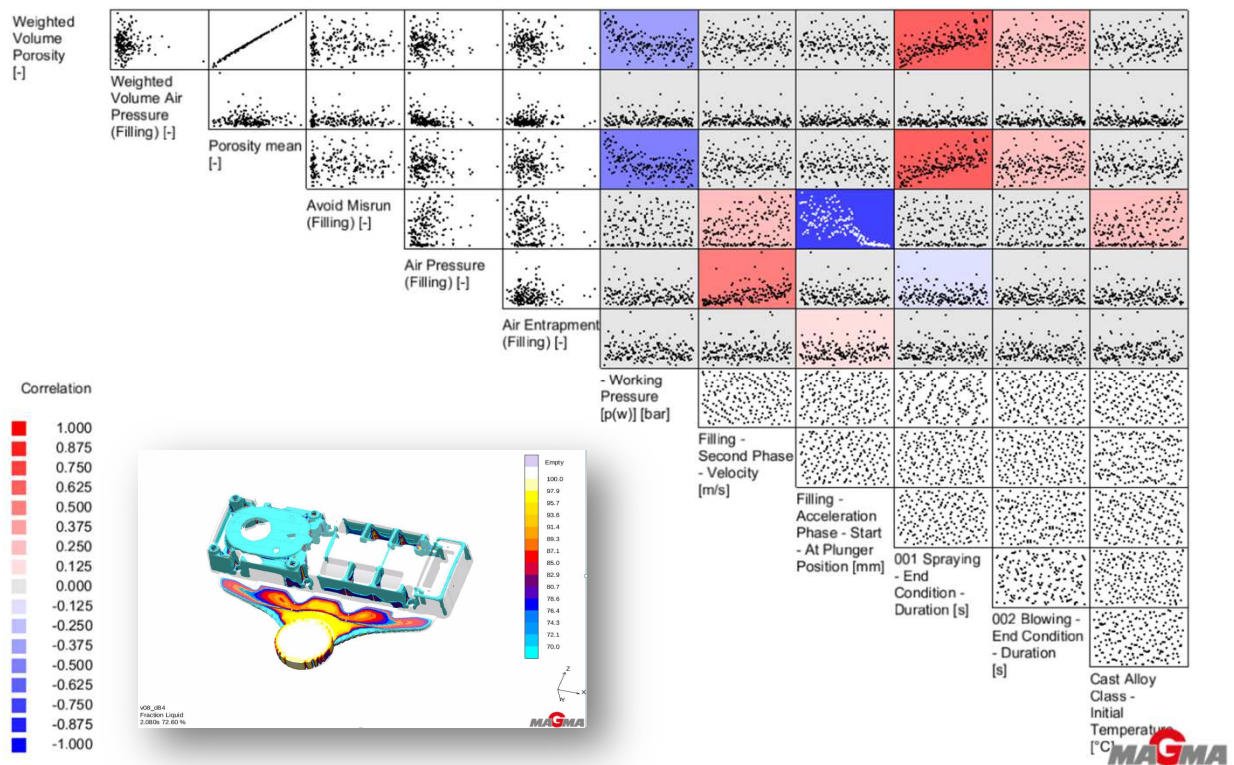 Weighted
Volume
Porosity
[-]
Weighted
Volume Air
Pressure
(Filling) [-]
Porosity mean
[-]
Avoid Misrun
(Filling) [-]
Air Pressure
(Filling) [-]
Air Entrapment
(Filling) [-]
- Working
Pressure
[p(w)] [bar]
Filling -
Second Phase
- Velocity
[m/s]
Filling -
Acceleration
Phase - Start
- At Plunger
Position [mm]
001 Spraying
- End
Condition -
Duration [s]
002 Blowing -
End Condition
- Duration
[s]
Cast Alloy
Class -
Initial
Temperature
[°C]
MAGMA
Correlation
1.000
0.875
0.750
0.625
0.500
0.375
0.250
0.125
0.000
-0.125
-0.250
-0.375
-0.500
-0.625
-0.750
-0.875
-1.000
Empty
100.0
97.9
95.7
93.6
91.4
89.3
87.1
85.0
82.9
80.7
78.6
76.4
74.3
72.1
70.0
Z
X
Y
v08_d84
Fraction Liquid
2.080s 72.60 %
MAGMA